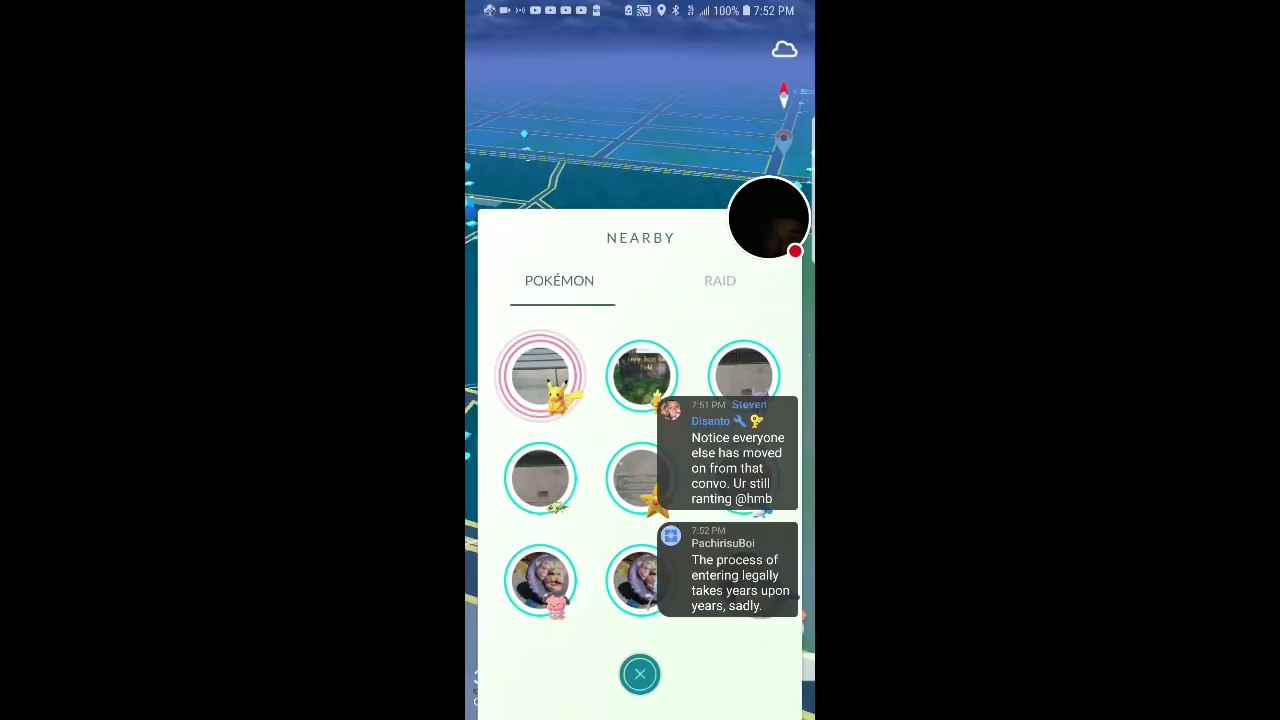 100% 7:52 PM
NEARBY
POKÉMON
RAID
7:51 PM Steven
Disanto
Notice everyone
else has moved
on from that
convo. Ur still
ranting @hmb
7:52 PM
PachirisuBoi
The process of
entering legally
takes years upon
years, sadly.